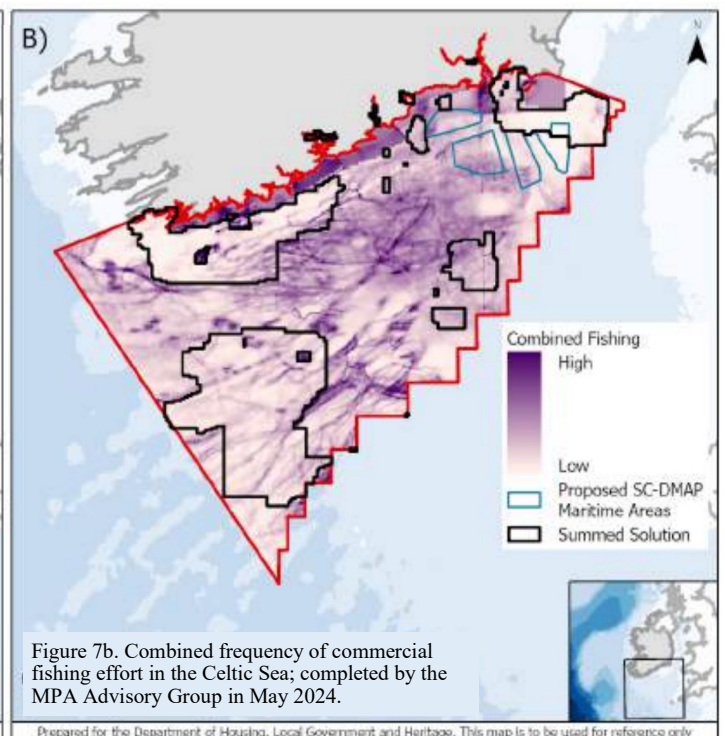 B)
N
Combined Fishing
High
Low
Proposed SC-DMAP
Maritime Areas
Summed Solution
Figure 7b. Combined frequency of commercial
fishing effort in the Celtic Sea; completed by the
MPA Advisory Group in May 2024.
Prepared for the Department of Housing, Local Government and Heritage. This map is to be used for reference only